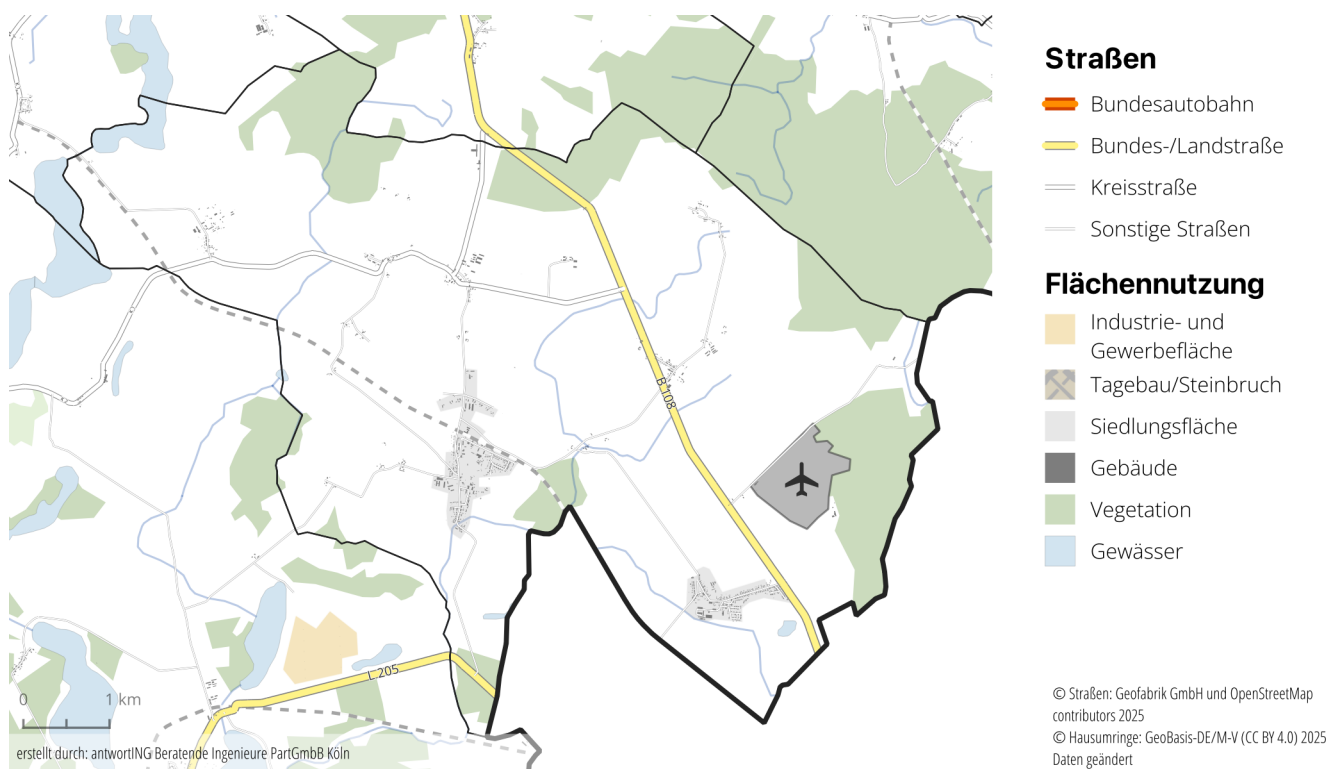 B 108
L 205
0 1 km
erstellt durch: antwortING Beratende Ingenieure PartGmbB Köln
Straßen
Bundesautobahn
Bundes-/Landstraße
Kreisstraße
Sonstige Straßen
Flächennutzung
Industrie- und
Gewerbefläche
Tagebau/Steinbruch
Siedlungsfläche
Gebäude
Vegetation
Gewässer
© Straßen: Geofabrik GmbH und OpenStreetMap
contributors 2025
© Hausumringe: GeoBasis-DE/M-V (CC BY 4.0) 2025
Daten geändert